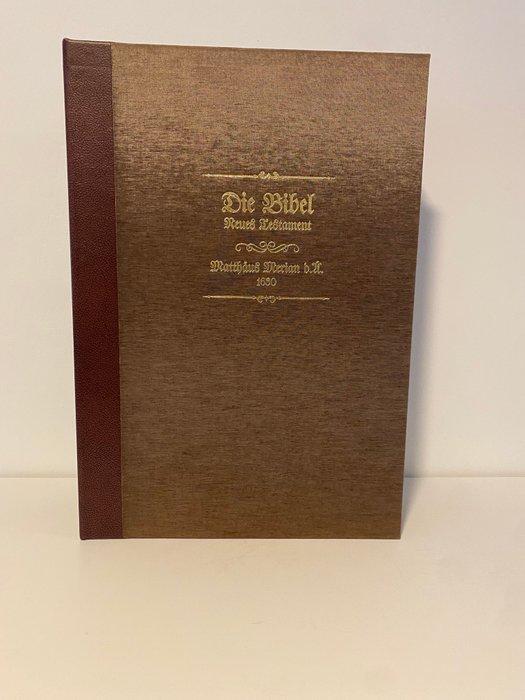 Die Bibel
Neues Testament
Matthäus Merian d.Ä.
1630